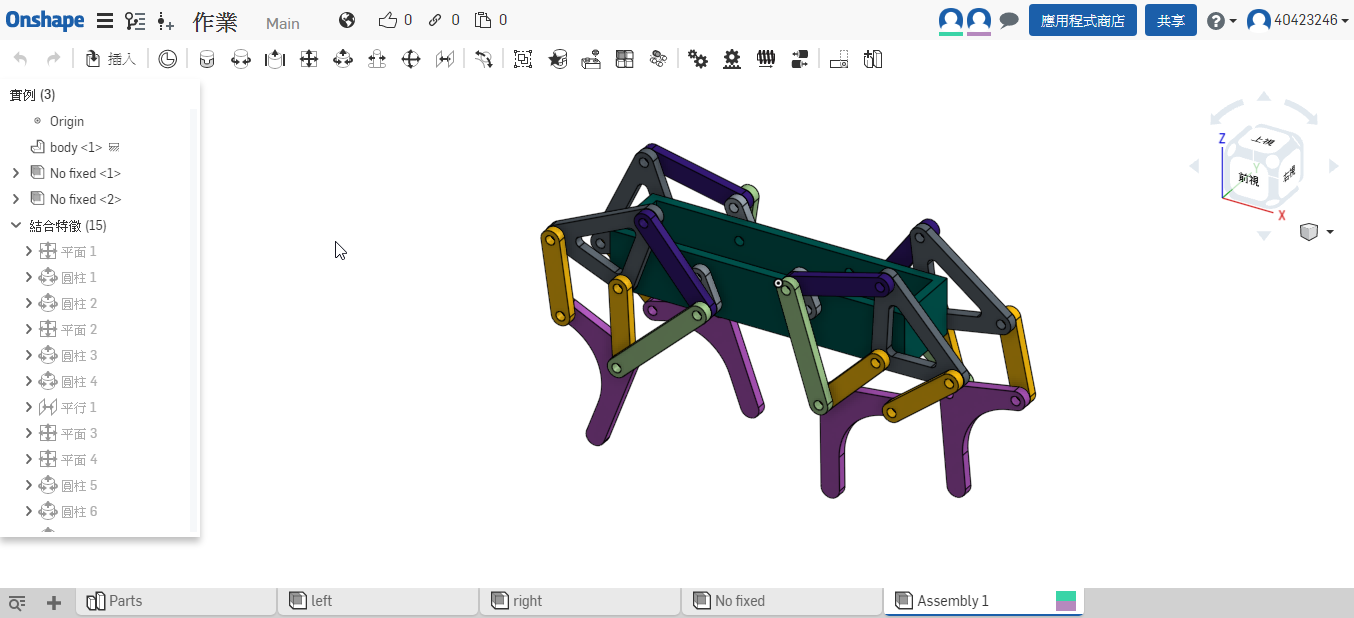 Onshape 作業 Main 0 0 0 應用程式商店 共享 40423246
插入
實例 (3)
Origin
body <1>
No fixed <1>
No fixed <2>
結合特徵 (15)
平面 1
圓柱 1
圓柱 2
平面 2
圓柱 3
圓柱 4
平行 1
平面 3
平面 4
圓柱 5
圓柱 6
Z
上視
前視
右視
Y
X
Parts left right No fixed Assembly 1